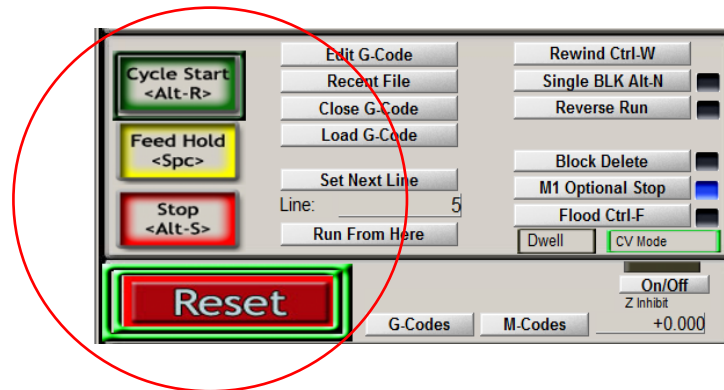 Cycle Start
<Alt-R>
Feed Hold
<Spc>
Stop
<Alt-S>
Edit G-Code
Recent File
Close G-Code
Load G-Code
Set Next Line
Line: 5
Run From Here
Rewind Ctrl-W
Single BLK Alt-N
Reverse Run
Block Delete
M1 Optional Stop
Flood Ctrl-F
Dwell CV Mode
Reset
G-Codes M-Codes
On/Off
Z Inhibit
+0.000